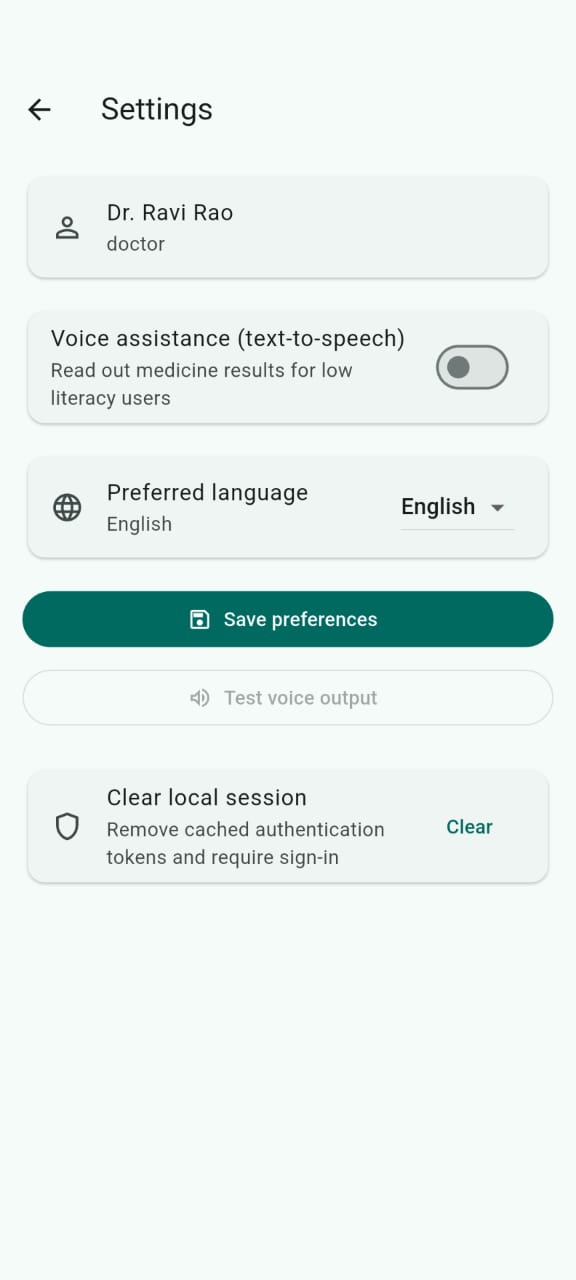 Settings
Dr. Ravi Rao
doctor
Voice assistance (text-to-speech)
Read out medicine results for low
literacy users
Preferred language
English
English
Save preferences
Test voice output
Clear local session
Remove cached authentication
tokens and require sign-in
Clear